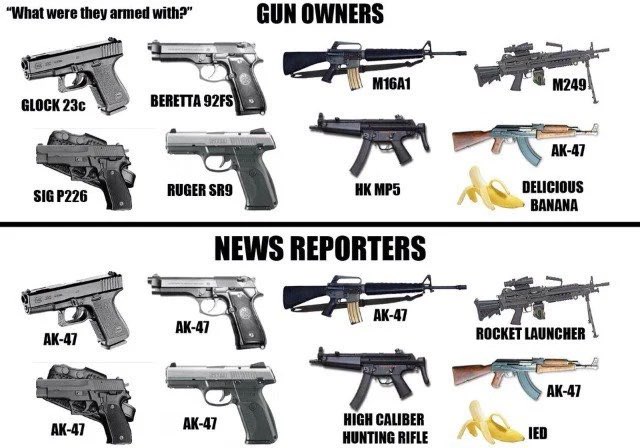 "What were they armed with?"
GUN OWNERS
GLOCK 23c
BERETTA 92FS
M16A1
M249
SIG P226
RUGER SR9
HK MP5
AK-47
DELICIOUS
BANANA
NEWS REPORTERS
AK-47
AK-47
AK-47
ROCKET LAUNCHER
AK-47
AK-47
HIGH CALIBER
HUNTING RIFLE
AK-47
IED